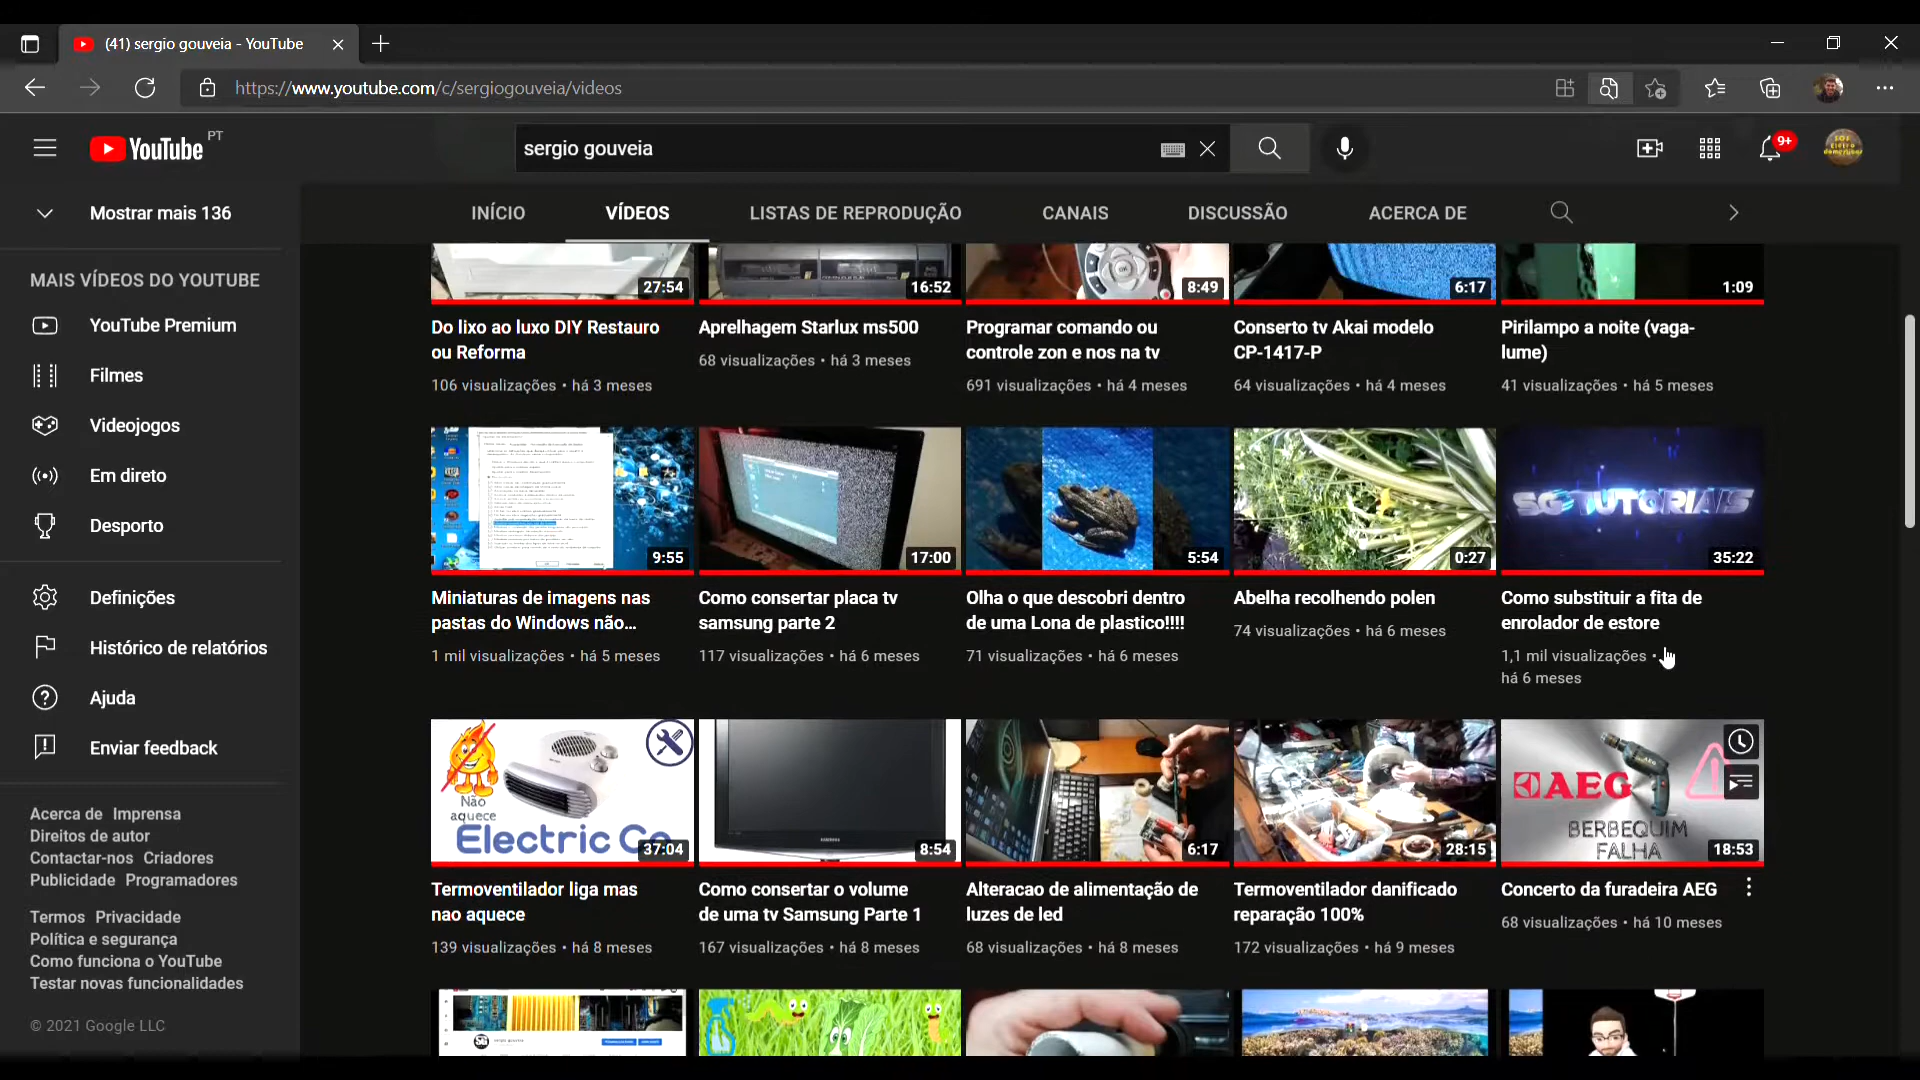 (41) sergio gouveia - YouTube
https://www.youtube.com/c/sergiogouveia/videos
YouTube PT
sergio gouveia
9+
Mostrar mais 136
INÍCIO VÍDEOS LISTAS DE REPRODUÇÃO CANAIS DISCUSSÃO ACERCA DE
MAIS VÍDEOS DO YOUTUBE
YouTube Premium
Filmes
Videojogos
Em direto
Desporto
Definições
Histórico de relatórios
Ajuda
Enviar feedback
Acerca de Imprensa
Direitos de autor
Contactar-nos Criadores
Publicidade Programadores
Termos Privacidade
Política e segurança
Como funciona o YouTube
Testar novas funcionalidades
© 2021 Google LLC
27:54
Do lixo ao luxo DIY Restauro
ou Reforma
106 visualizações • há 3 meses
16:52
Aprelhagem Starlux ms500
68 visualizações • há 3 meses
8:49
Programar comando ou
controle zon e nos na tv
691 visualizações • há 4 meses
6:17
Conserto tv Akai modelo
CP-1417-P
64 visualizações • há 4 meses
1:09
Pirilampo a noite (vaga-
lume)
41 visualizações • há 5 meses
9:55
Miniaturas de imagens nas
pastas do Windows não...
1 mil visualizações • há 5 meses
17:00
Como consertar placa tv
samsung parte 2
117 visualizações • há 6 meses
5:54
Olha o que descobri dentro
de uma Lona de plastico!!!!
71 visualizações • há 6 meses
0:27
Abelha recolhendo polen
74 visualizações • há 6 meses
SG TUTORIAIS
35:22
Como substituir a fita de
enrolador de estore
1,1 mil visualizações •
há 6 meses
Não
aquece
Electric Co
37:04
Termoventilador liga mas
nao aquece
139 visualizações • há 8 meses
8:54
Como consertar o volume
de uma tv Samsung Parte 1
167 visualizações • há 8 meses
6:17
Alteracao de alimentação de
luzes de led
68 visualizações • há 8 meses
28:15
Termoventilador danificado
reparação 100%
172 visualizações • há 9 meses
AEG
BERBEQUIM
FALHA
18:53
Concerto da furadeira AEG
68 visualizações • há 10 meses